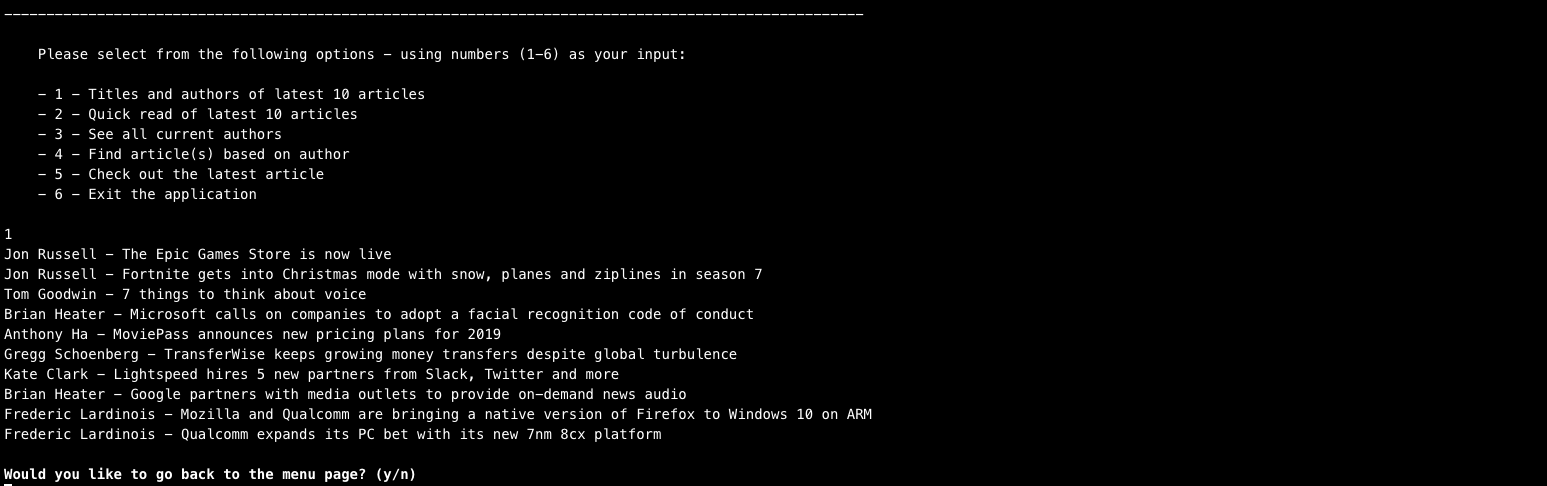 Please select from the following options – using numbers (1–6) as your input:
– 1 – Titles and authors of latest 10 articles
– 2 – Quick read of latest 10 articles
– 3 – See all current authors
– 4 – Find article(s) based on author
– 5 – Check out the latest article
– 6 – Exit the application
1
Jon Russell – The Epic Games Store is now live
Jon Russell – Fortnite gets into Christmas mode with snow, planes and ziplines in season 7
Tom Goodwin – 7 things to think about voice
Brian Heater – Microsoft calls on companies to adopt a facial recognition code of conduct
Anthony Ha – MoviePass announces new pricing plans for 2019
Gregg Schoenberg – TransferWise keeps growing money transfers despite global turbulence
Kate Clark – Lightspeed hires 5 new partners from Slack, Twitter and more
Brian Heater – Google partners with media outlets to provide on–demand news audio
Frederic Lardinois – Mozilla and Qualcomm are bringing a native version of Firefox to Windows 10 on ARM
Frederic Lardinois – Qualcomm expands its PC bet with its new 7nm 8cx platform
Would you like to go back to the menu page? (y/n)